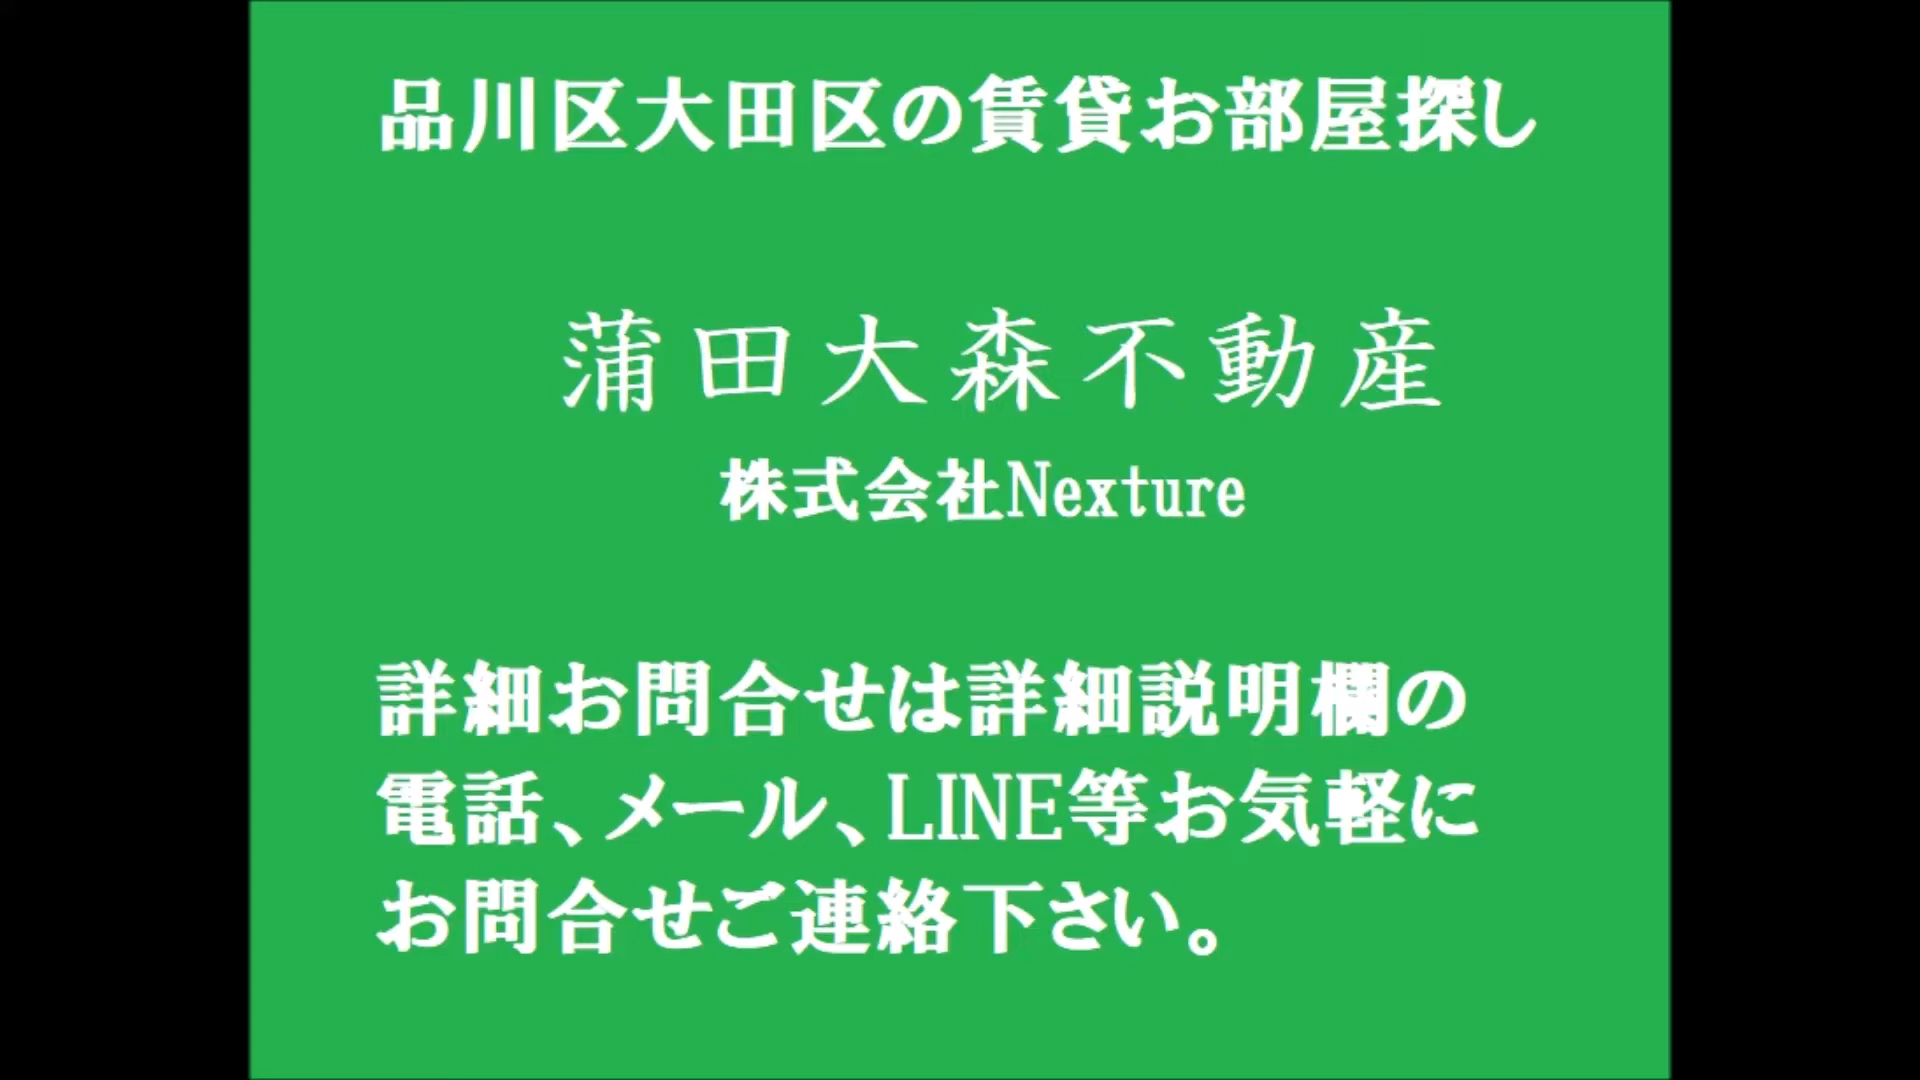 品川区大田区の賃貸お部屋探し
蒲田大森不動産
株式会社Nexture
詳細お問合せは詳細説明欄の
電話、メール、LINE等お気軽に
お問合せご連絡下さい。